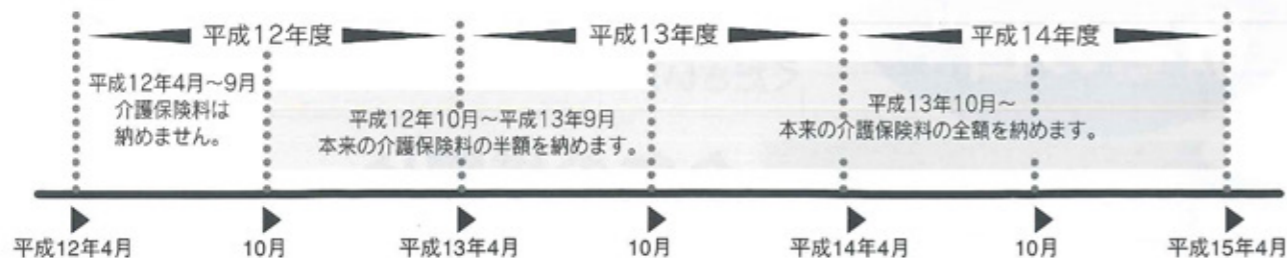 平成12年度
平成13年度
平成14年度
平成12年4月~9月
介護保険料は
納めません。
平成12年10月~平成13年9月
本来の介護保険料の半額を納めます。
平成13年10月~
本来の介護保険料の全額を納めます。
平成12年4月
10月
平成13年4月
10月
平成14年4月
10月
平成15年4月